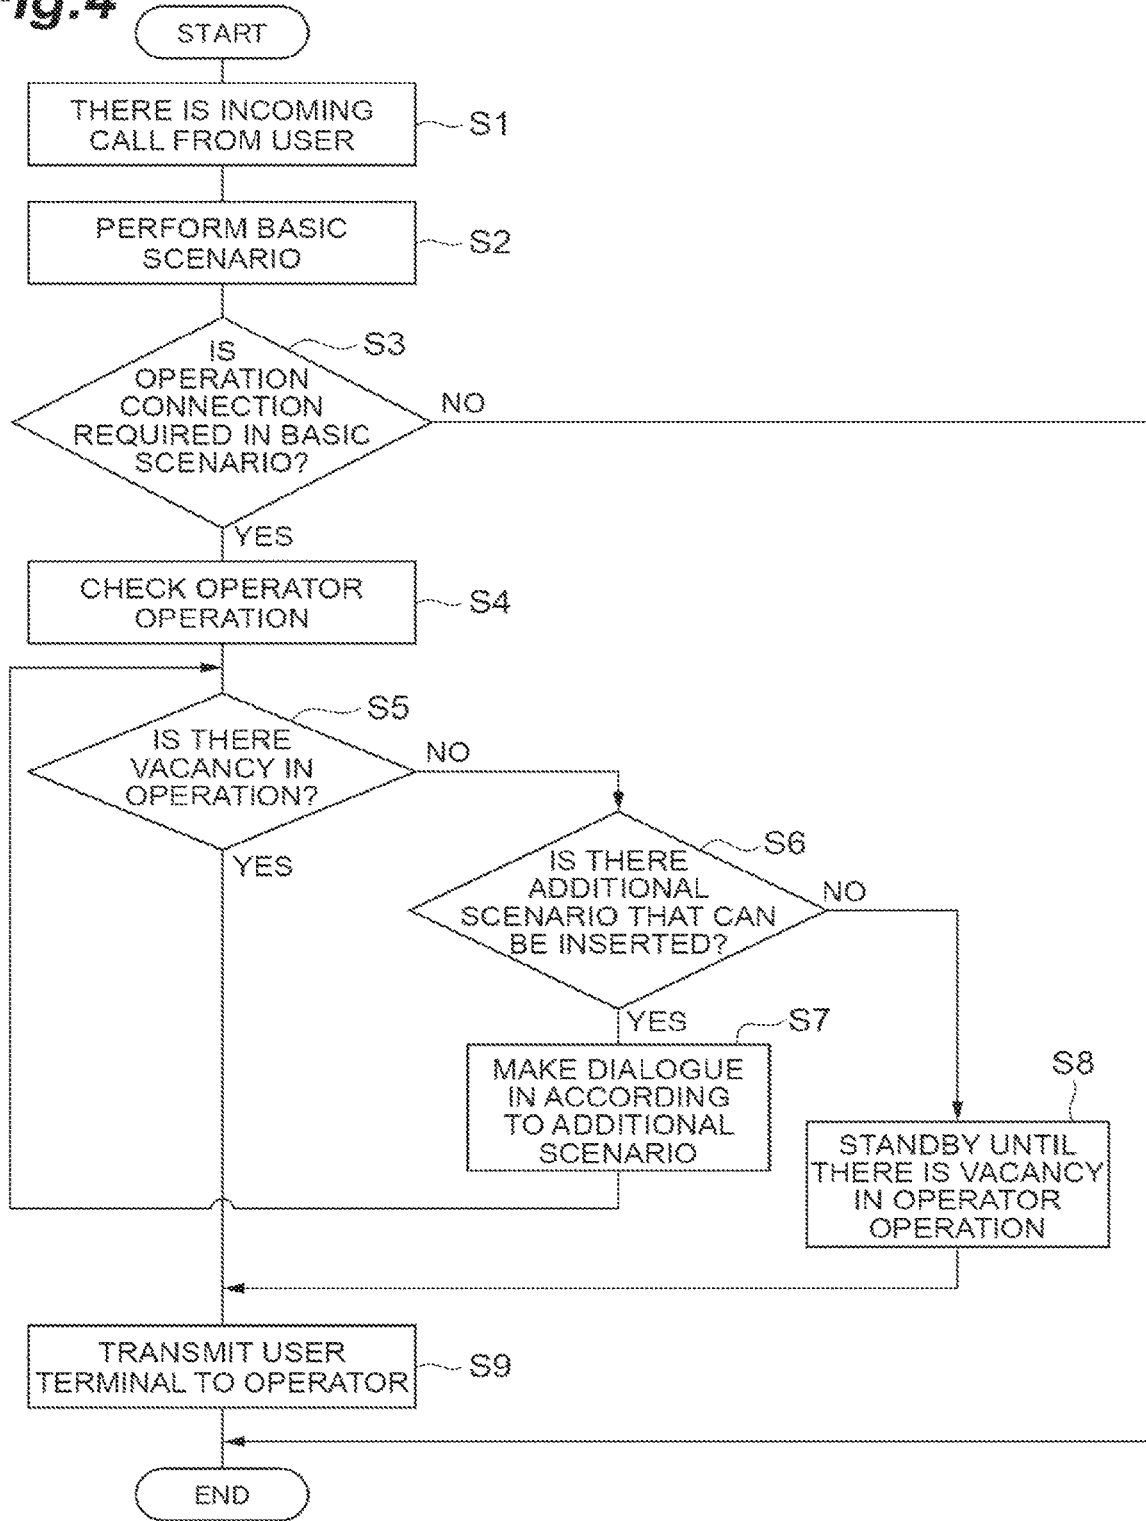 Fig.4
START
THERE IS INCOMING
CALL FROM USER
S1
PERFORM BASIC
SCENARIO
S2
S3
IS
OPERATION
CONNECTION
REQUIRED IN BASIC
SCENARIO?
NO
YES
CHECK OPERATOR
OPERATION
S4
S5
IS THERE
VACANCY IN
OPERATION?
NO
YES
S6
IS THERE
ADDITIONAL
SCENARIO THAT CAN
BE INSERTED?
NO
YES
S7
MAKE DIALOGUE
IN ACCORDING
TO ADDITIONAL
SCENARIO
S8
STANDBY UNTIL
THERE IS VACANCY
IN OPERATOR
OPERATION
TRANSMIT USER
TERMINAL TO OPERATOR
S9
END